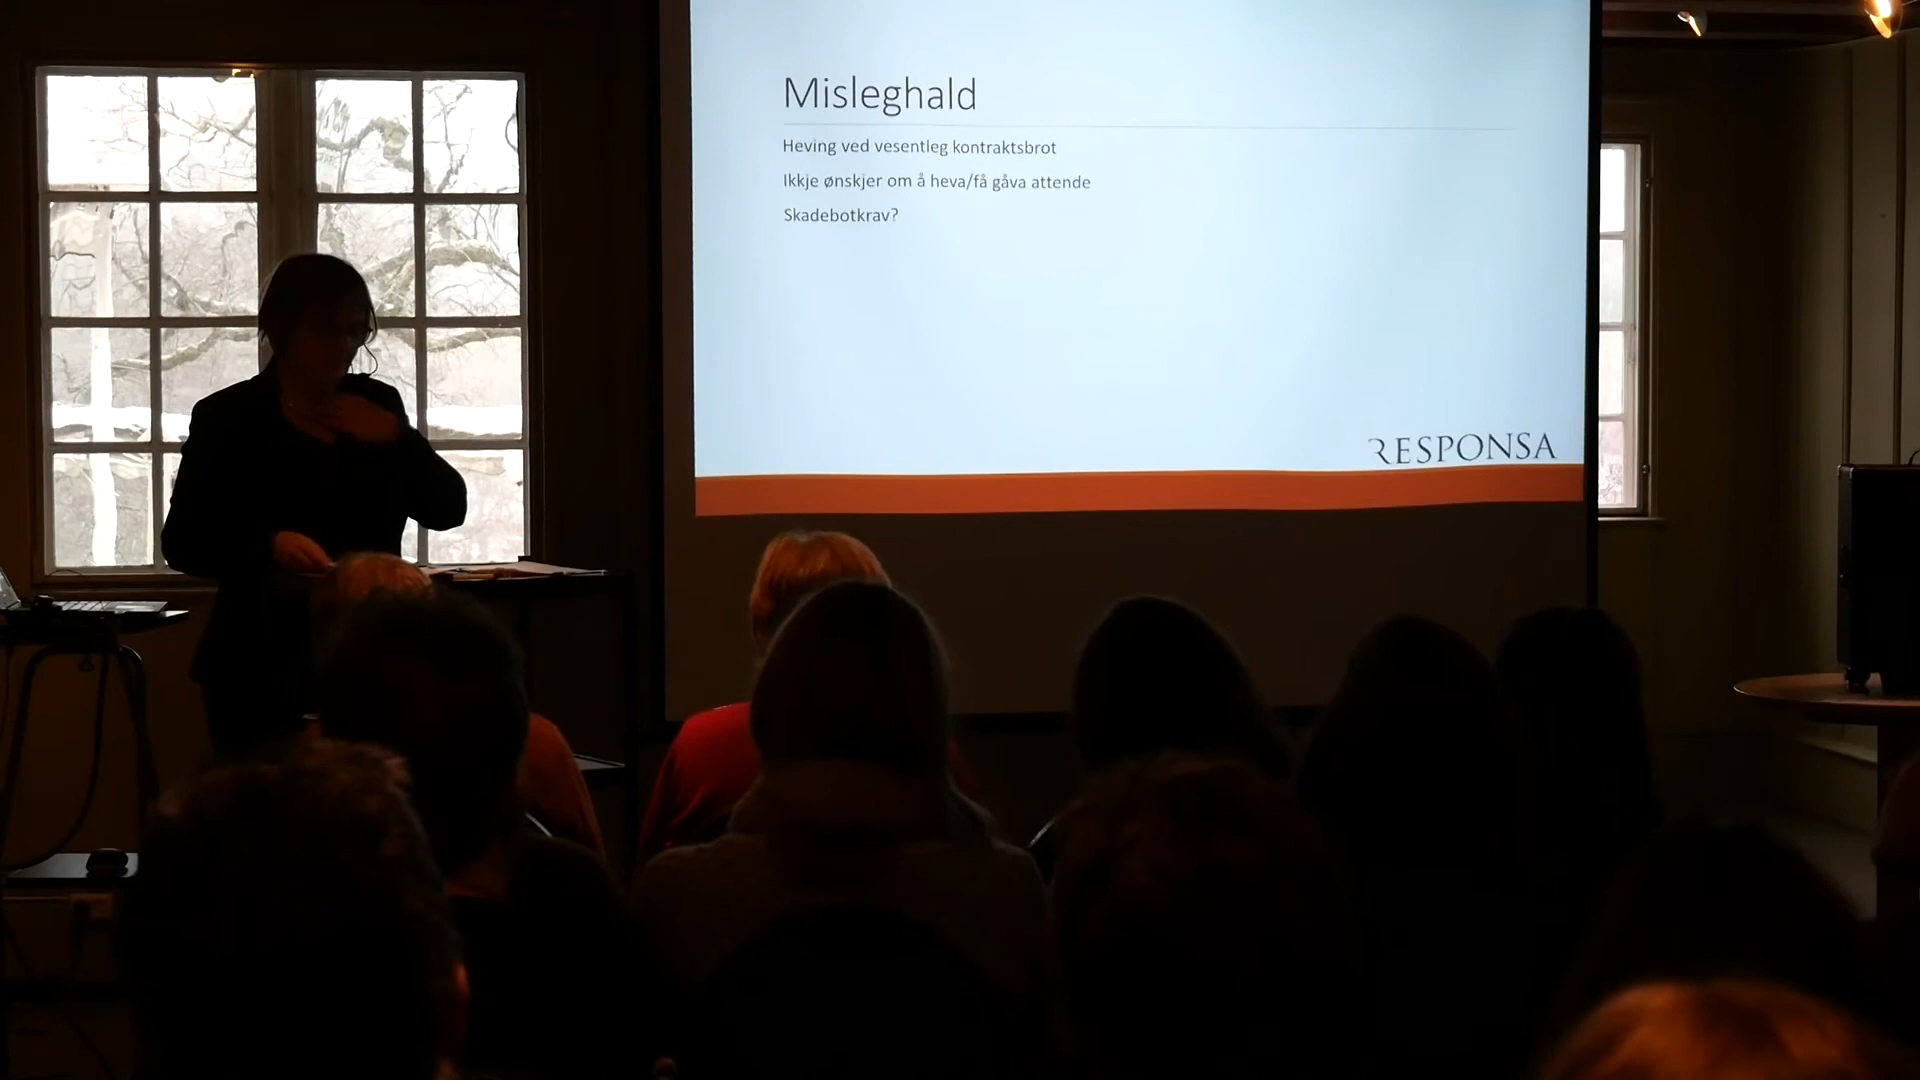 Misleghald
Heving ved vesentleg kontraktsbrot
Ikkje ønskjer om å heva/få gåva attende
Skadebotkrav?
RESPONSA